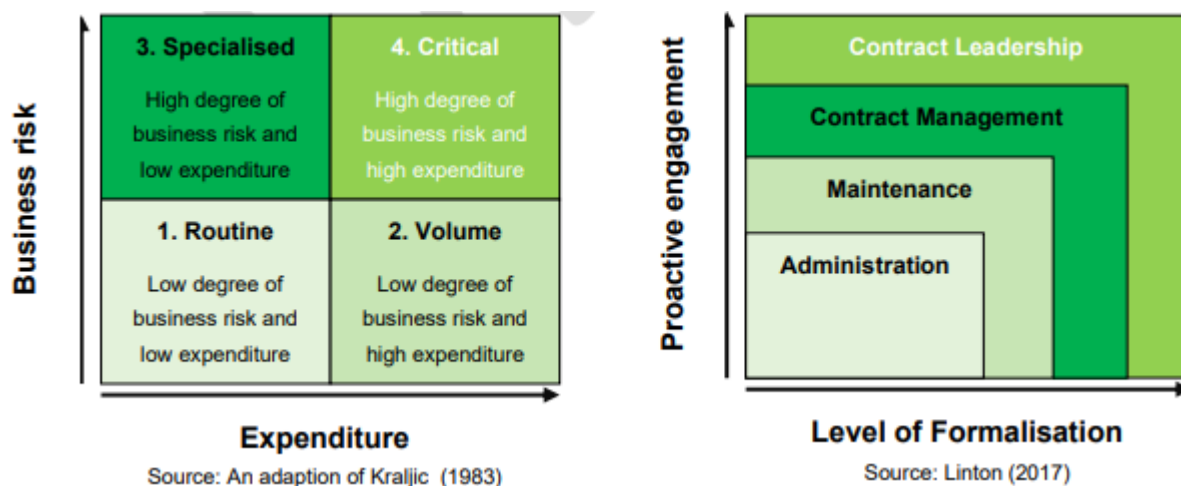 Business risk
3. Specialised
High degree of
business risk and
low expenditure
4. Critical
High degree of
business risk and
high expenditure
1. Routine
Low degree of
business risk and
low expenditure
2. Volume
Low degree of
business risk and
high expenditure
Expenditure
Source: An adaption of Kraljic (1983)
Proactive engagement
Contract Leadership
Contract Management
Maintenance
Administration
Level of Formalisation
Source: Linton (2017)